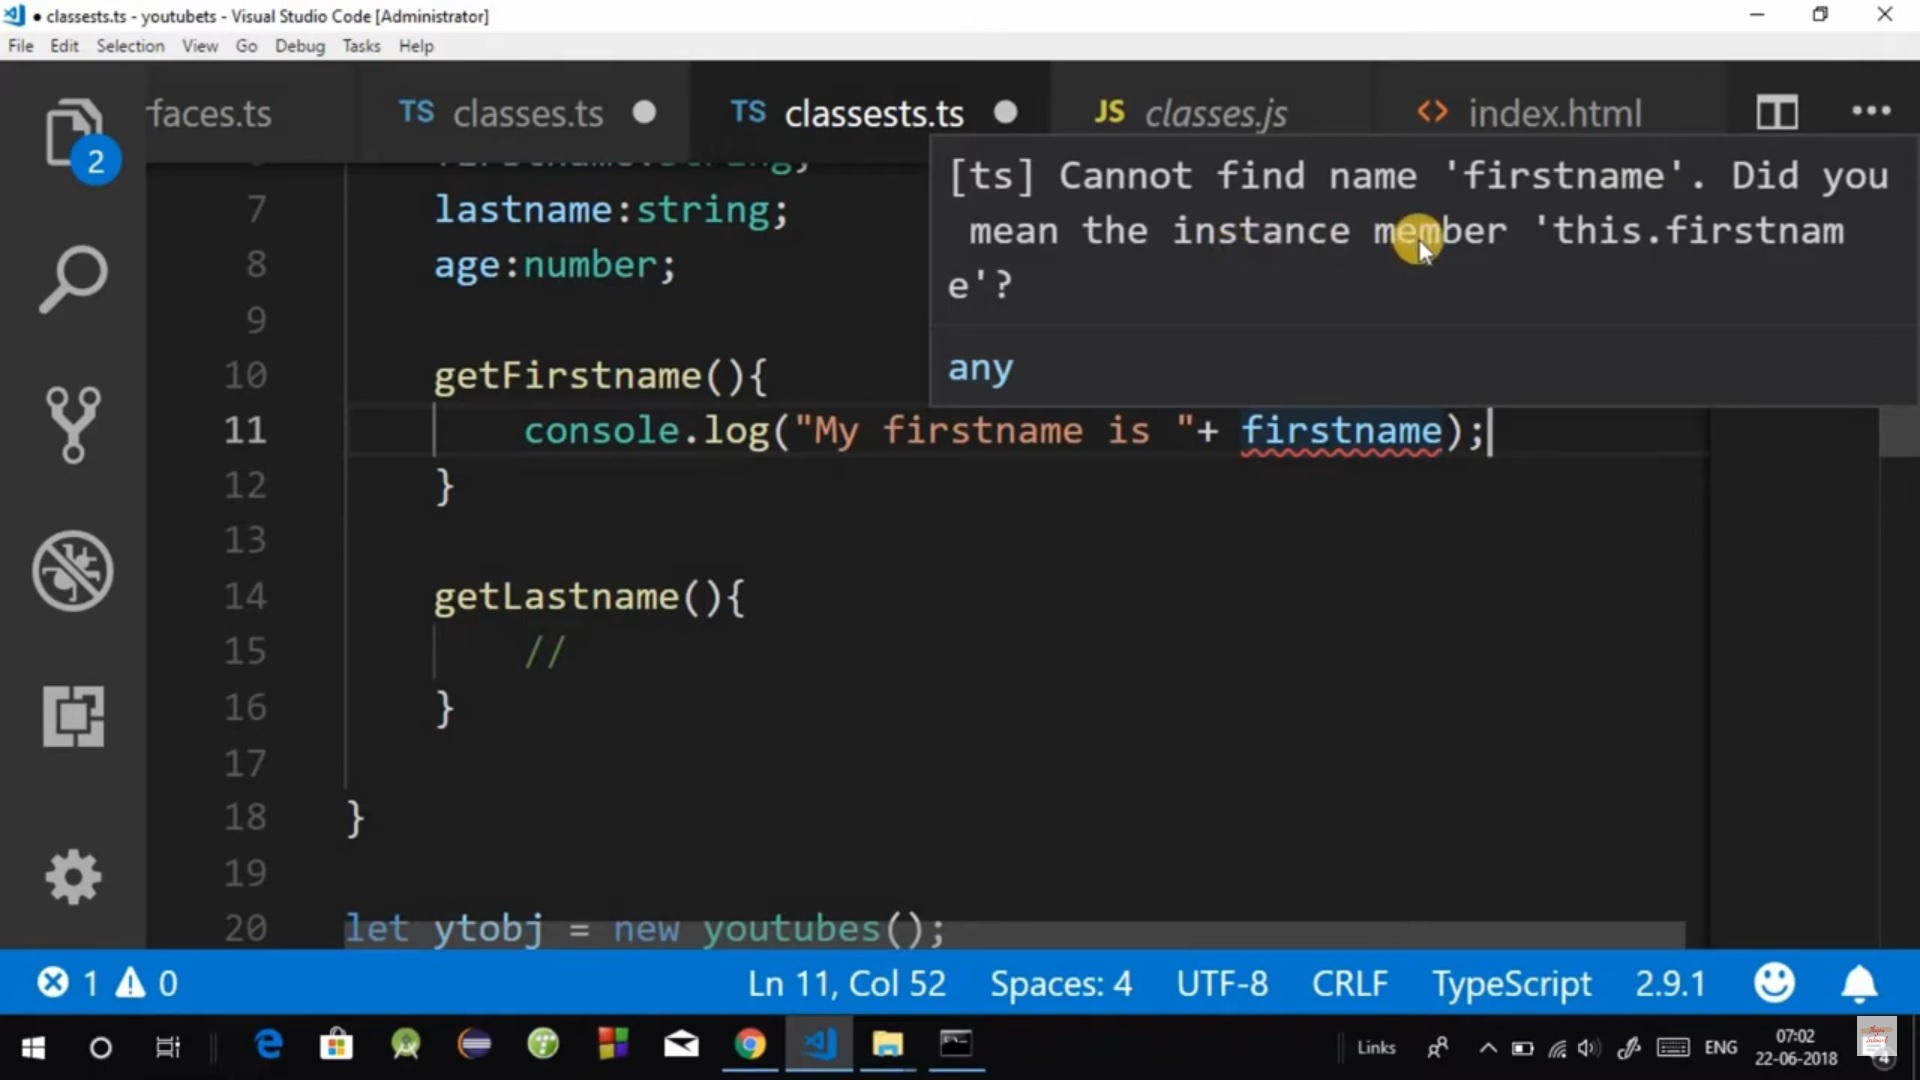 classests.ts - youtubets - Visual Studio Code [Administrator]
File Edit Selection View Go Debug Tasks Help
rfaces.ts TS classes.ts TS classests.ts JS classes.js <> index.html
2
firstname:string;
7 lastname:string;
8 age:number;
9
10 getFirstname(){
11 console.log("My firstname is "+ firstname);
12 }
13
14 getLastname(){
15 //
16 }
17
18 }
19
20 let ytobj = new youtubes();
[ts] Cannot find name 'firstname'. Did you
mean the instance member 'this.firstnam
e'?
any
1 0 Ln 11, Col 52 Spaces: 4 UTF-8 CRLF TypeScript 2.9.1
Links ENG 07:02
22-06-2018
4